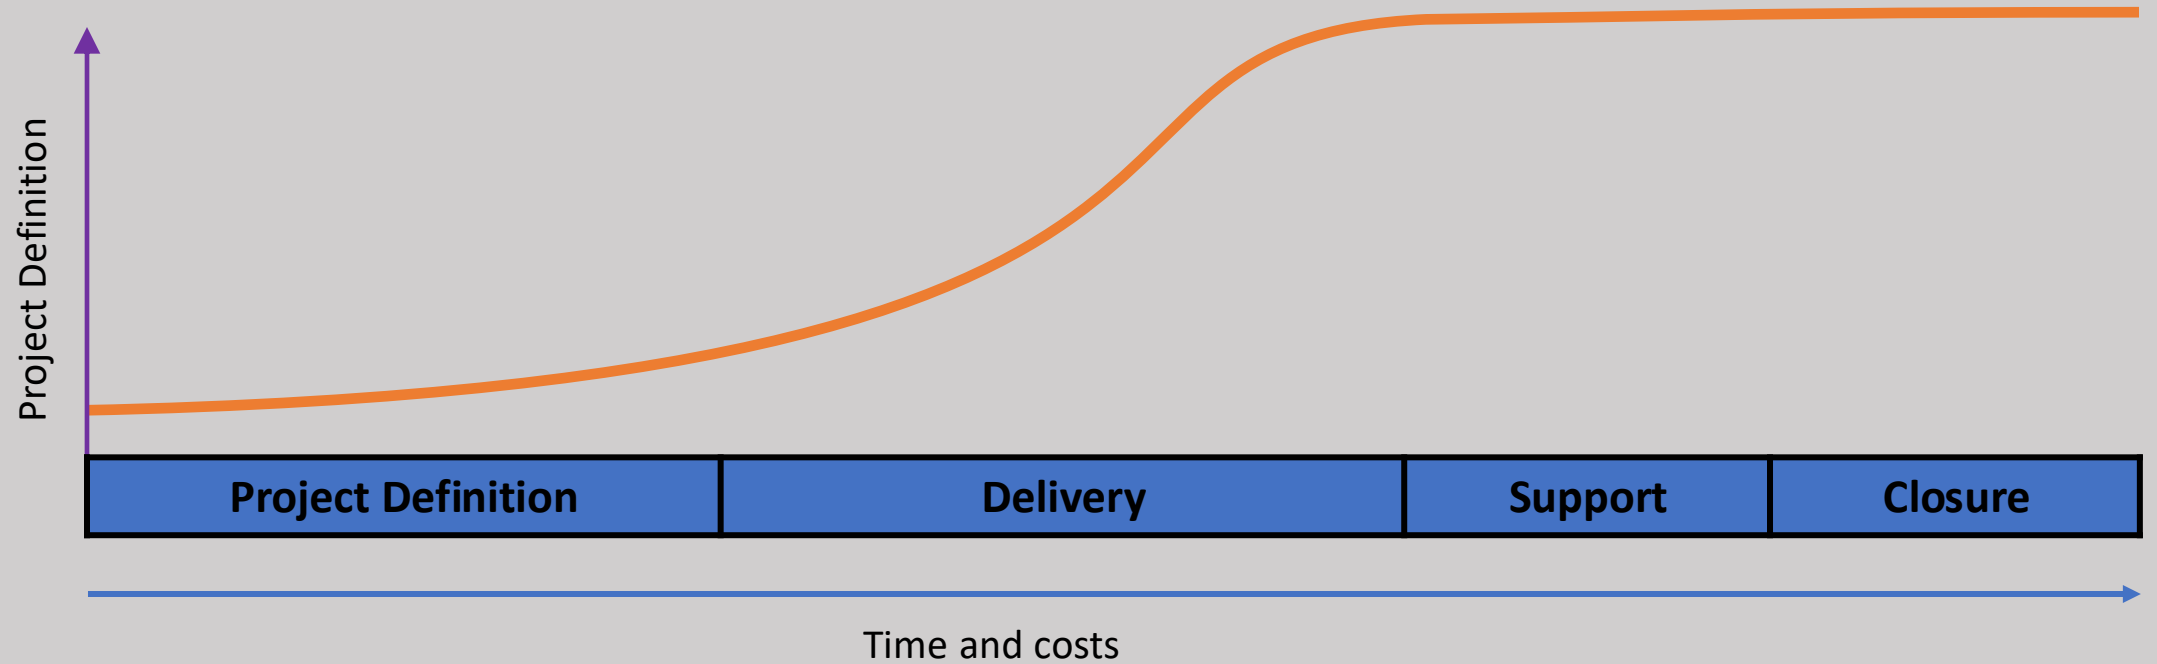 Project Definition
Project Definition
Delivery
Support
Closure
Time and costs